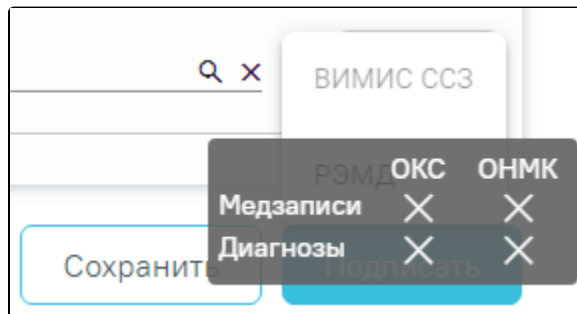 ВИМИС ССЗ
РЭМД
ОКС ОНМК
Медзаписи
Диагнозы
Сохранить
Подписать